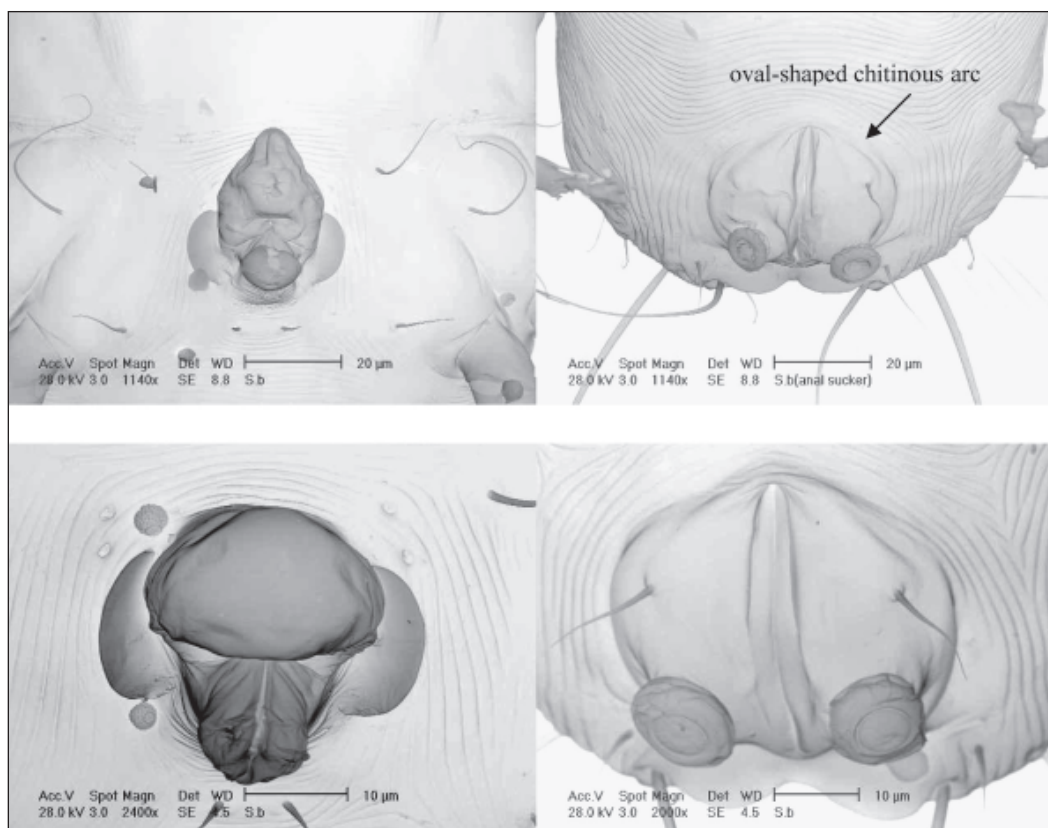 oval-shaped chitinous arc
Acc.V Spot Magn Det WD 20 µm
28.0 kV 3.0 1140x SE 8.8 S.b
Acc.V Spot Magn Det WD 20 µm
28.0 kV 3.0 1140x SE 8.8 S.b(anal sucker)
Acc.V Spot Magn Det WD 10 µm
28.0 kV 3.0 2400x SE 4.5 S.b
Acc.V Spot Magn Det WD 10 µm
28.0 kV 3.0 2000x SE 4.5 S.b